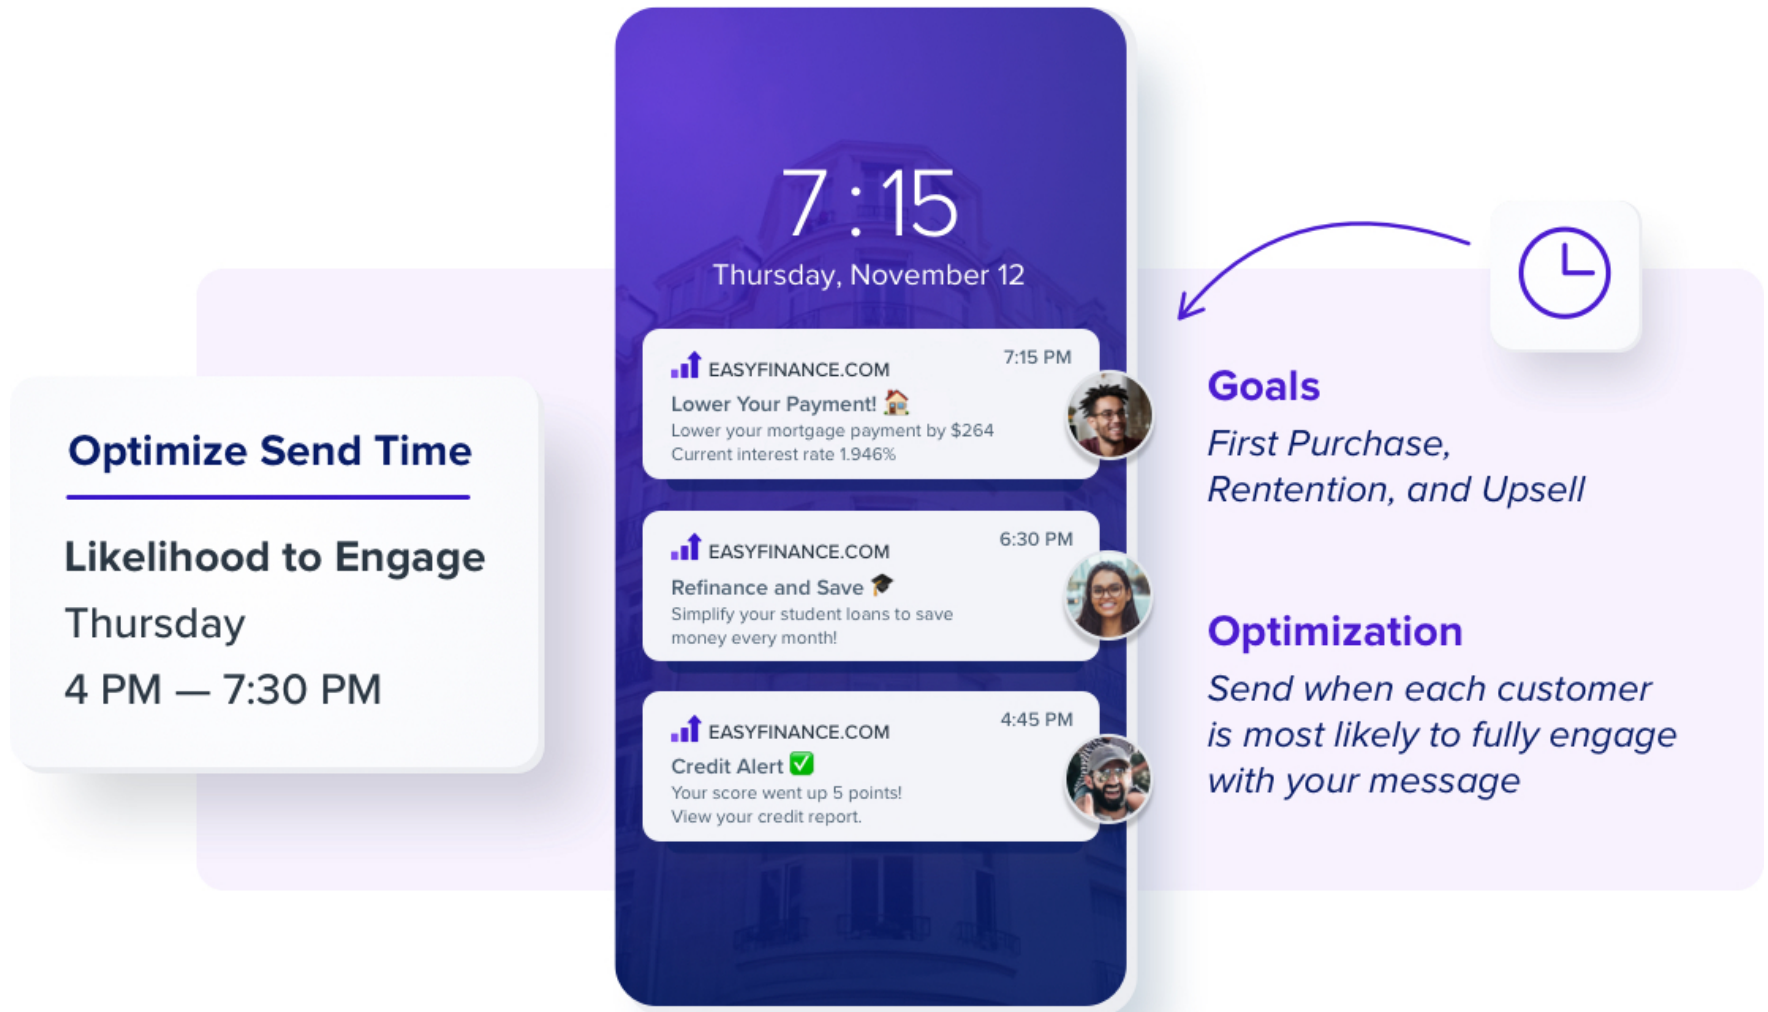 Optimize Send Time
Likelihood to Engage
Thursday
4 PM — 7:30 PM
7:15
Thursday, November 12
EASYFINANCE.COM 7:15 PM
Lower Your Payment! 🏠
Lower your mortgage payment by $264
Current interest rate 1.946%
EASYFINANCE.COM 6:30 PM
Refinance and Save 🎓
Simplify your student loans to save
money every month!
EASYFINANCE.COM 4:45 PM
Credit Alert ✅
Your score went up 5 points!
View your credit report.
Goals
First Purchase,
Rentention, and Upsell
Optimization
Send when each customer
is most likely to fully engage
with your message